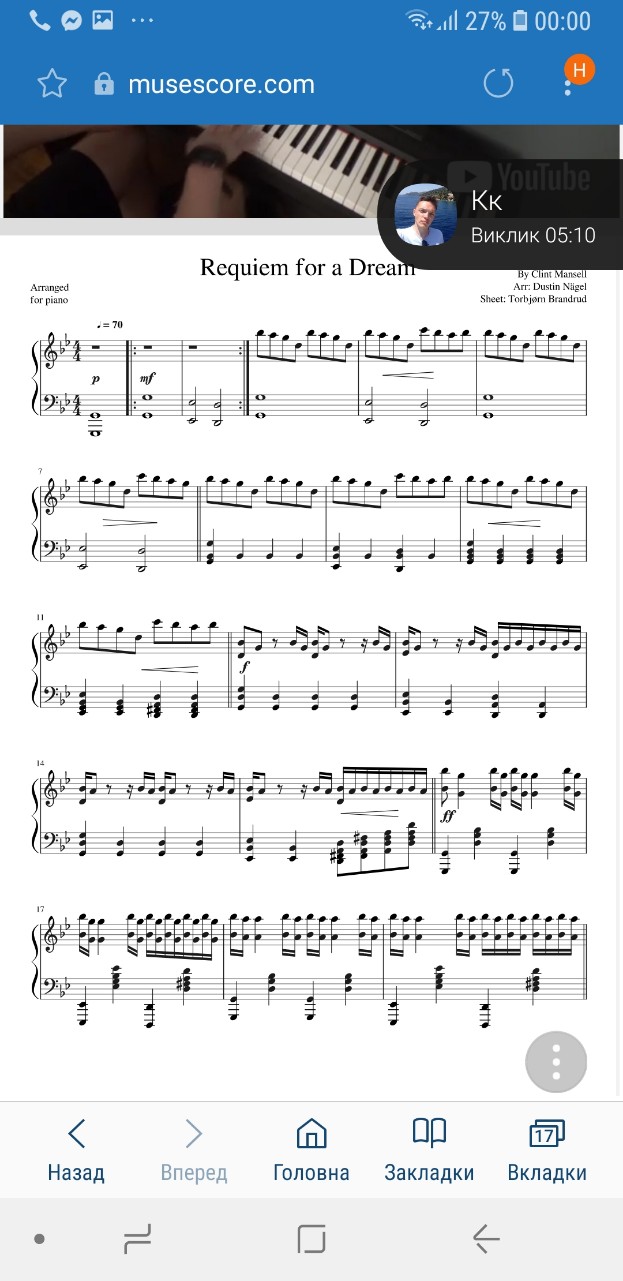 27% 00:00
musescore.com
H
YouTube
Кк
Виклик 05:10
Requiem for a Dream
By Clint Mansell
Arranged
for piano
Arr: Dustin Nägel
Sheet: Torbjørn Brandrud
♩ = 70
p
mf
7
11
f
14
ff
17
17
Назад
Вперед
Головна
Закладки
Вкладки